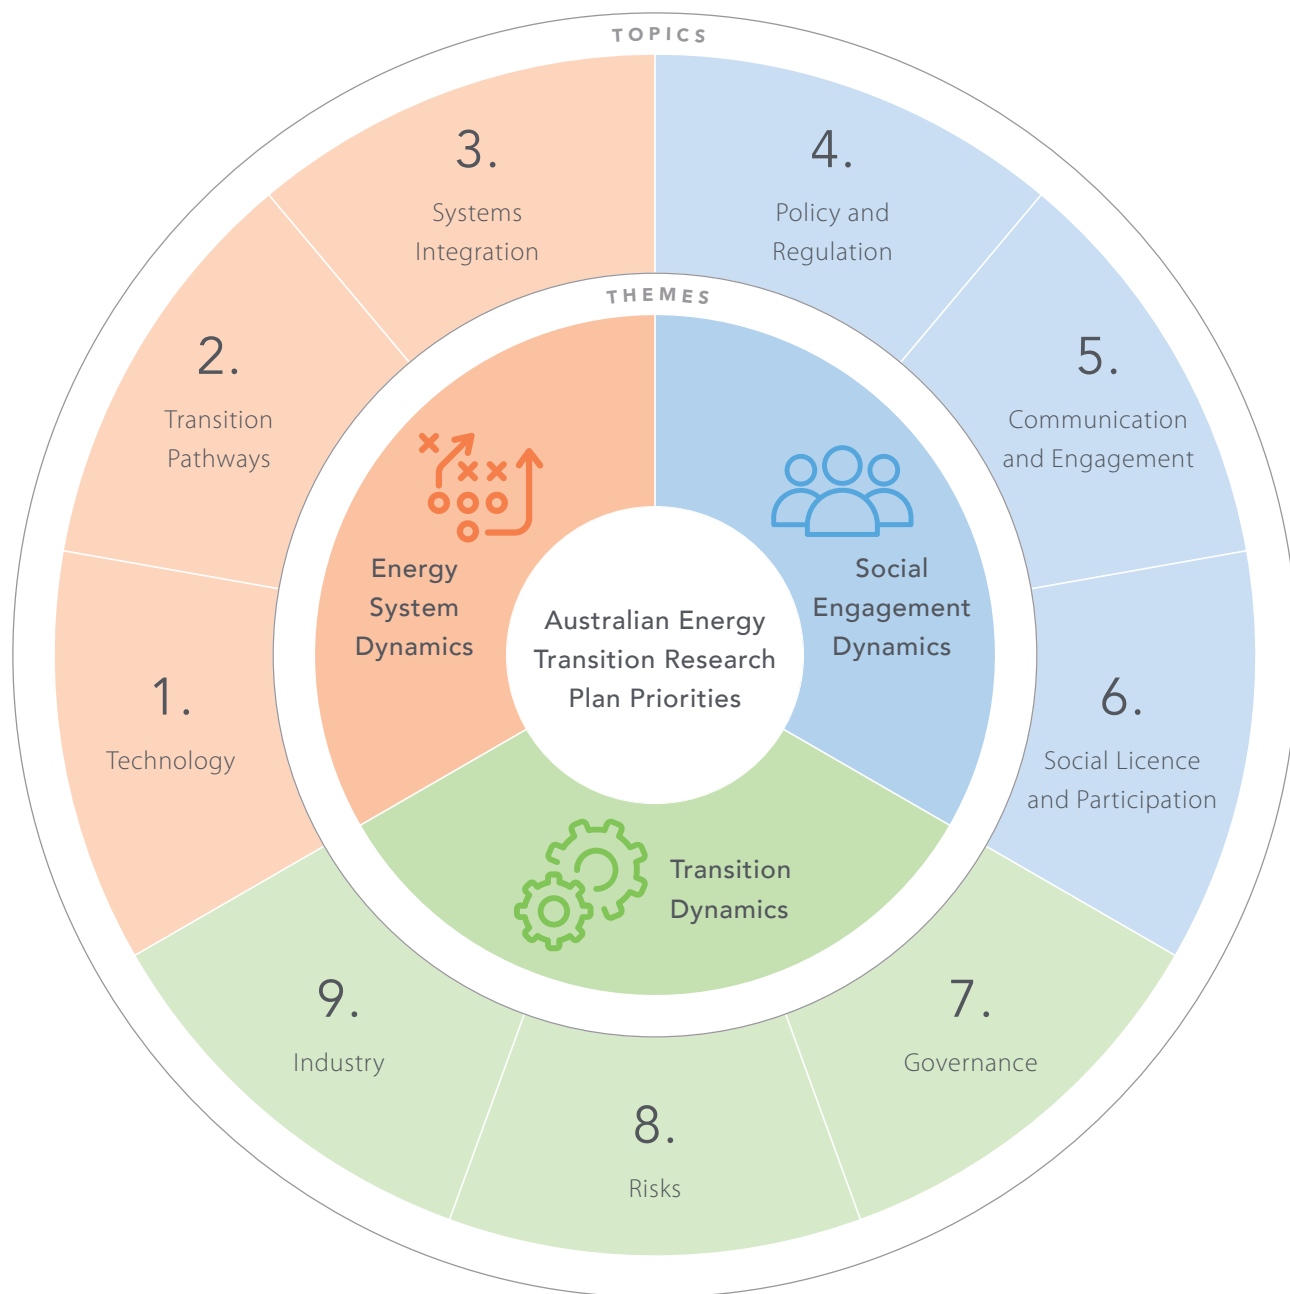 TOPICS
3.
Systems
Integration
4.
Policy and
Regulation
2.
Transition
Pathways
5.
Communication
and Engagement
1.
Technology
6.
Social Licence
and Participation
9.
Industry
8.
Risks
7.
Governance
THEMES
Energy
System
Dynamics
Social
Engagement
Dynamics
Transition
Dynamics
Australian Energy
Transition Research
Plan Priorities